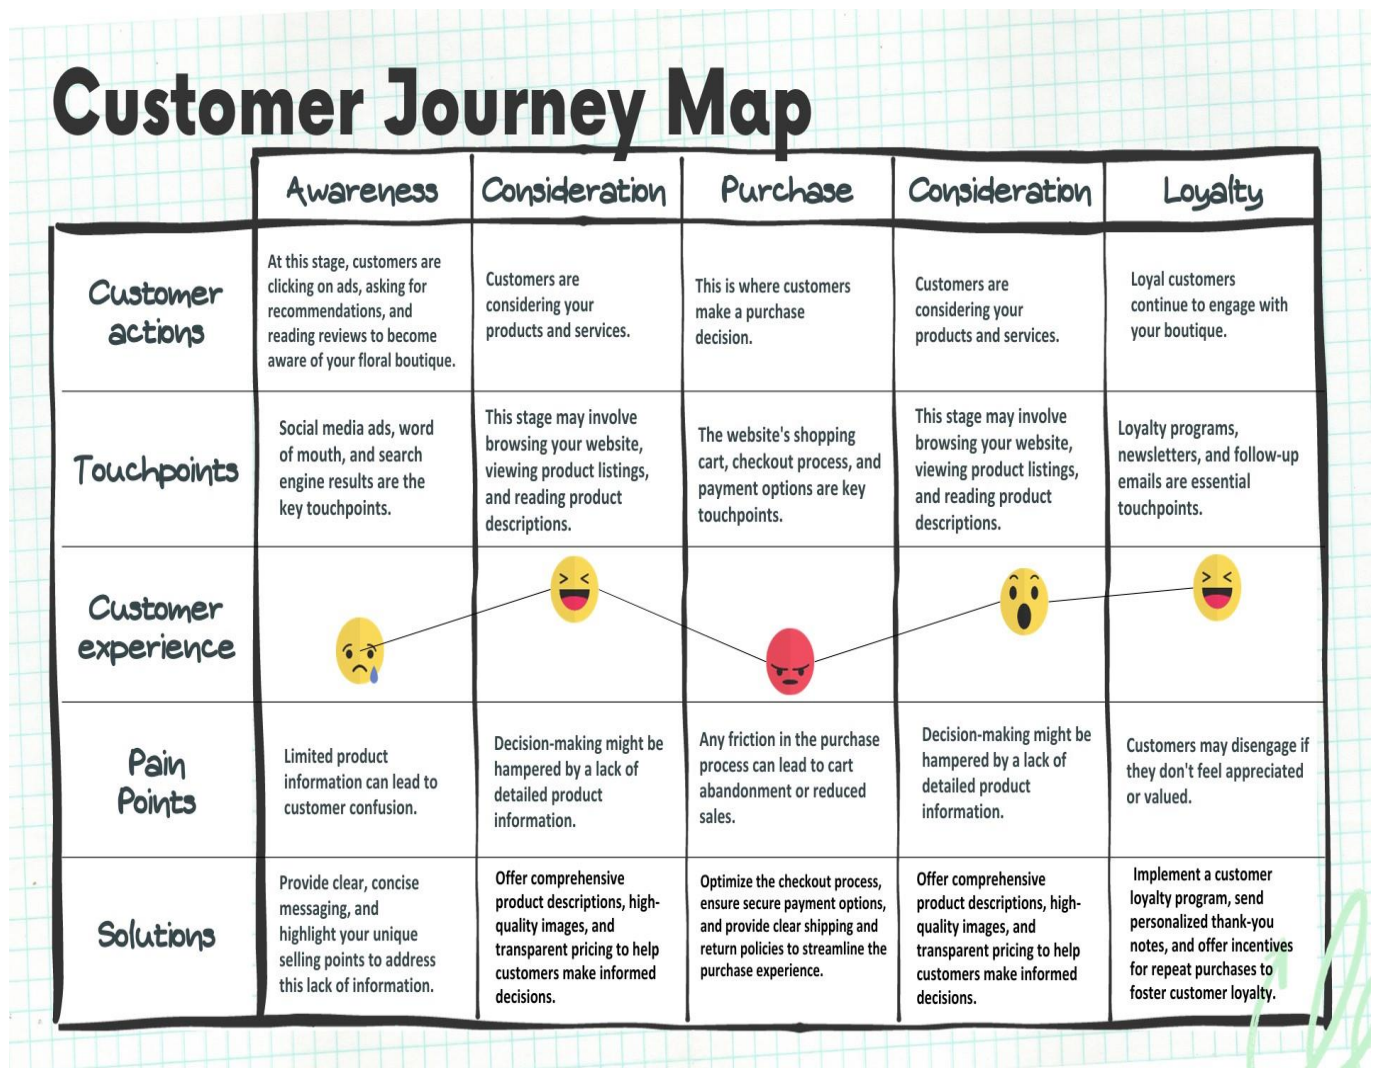 Customer Journey Map
Awareness
Consideration
Purchase
Consideration
Loyalty
Customer
actions
At this stage, customers are
clicking on ads, asking for
recommendations, and
reading reviews to become
aware of your floral boutique.
Customers are
considering your
products and services.
This is where customers
make a purchase
decision.
Customers are
considering your
products and services.
Loyal customers
continue to engage with
your boutique.
Touchpoints
Social media ads, word
of mouth, and search
engine results are the
key touchpoints.
This stage may involve
browsing your website,
viewing product listings,
and reading product
descriptions.
The website's shopping
cart, checkout process, and
payment options are key
touchpoints.
This stage may involve
browsing your website,
viewing product listings,
and reading product
descriptions.
Loyalty programs,
newsletters, and follow-up
emails are essential
touchpoints.
Customer
experience
Pain
Points
Limited product
information can lead to
customer confusion.
Decision-making might be
hampered by a lack of
detailed product
information.
Any friction in the purchase
process can lead to cart
abandonment or reduced
sales.
Decision-making might be
hampered by a lack of
detailed product
information.
Customers may disengage if
they don't feel appreciated
or valued.
Solutions
Provide clear, concise
messaging, and
highlight your unique
selling points to address
this lack of information.
Offer comprehensive
product descriptions, high-
quality images, and
transparent pricing to help
customers make informed
decisions.
Optimize the checkout process,
ensure secure payment options,
and provide clear shipping and
return policies to streamline the
purchase experience.
Offer comprehensive
product descriptions, high-
quality images, and
transparent pricing to help
customers make informed
decisions.
Implement a customer
loyalty program, send
personalized thank-you
notes, and offer incentives
for repeat purchases to
foster customer loyalty.